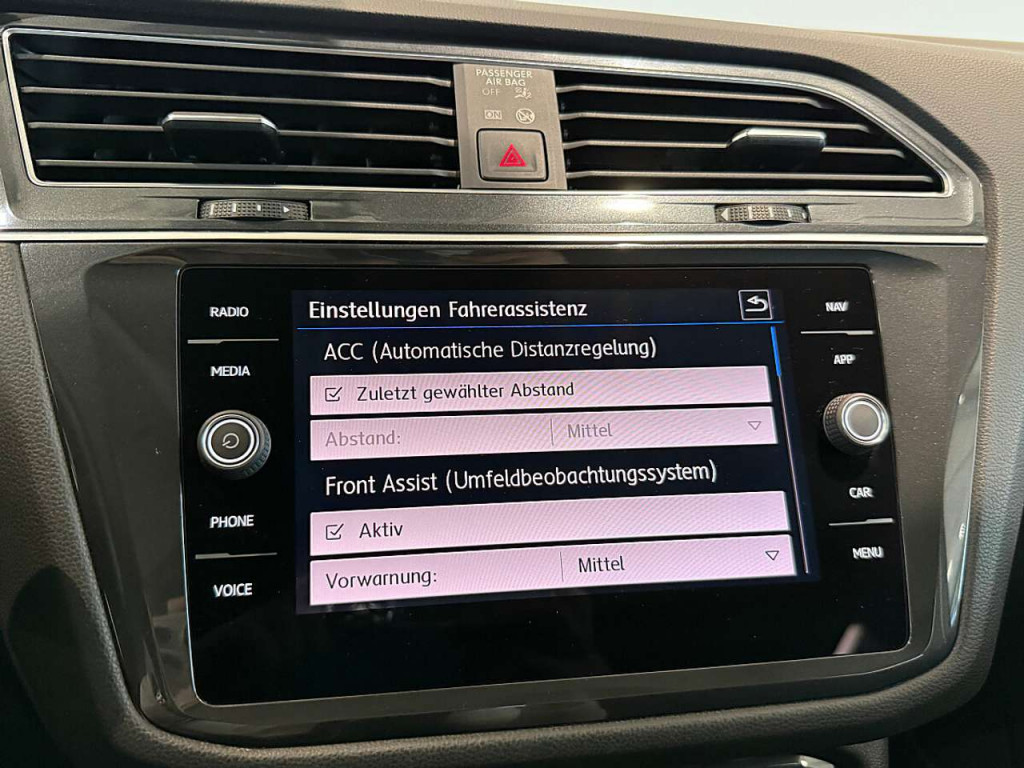 PASSENGER
AIR BAG
OFF
ON
RADIO
MEDIA
PHONE
VOICE
Einstellungen Fahrerassistenz
ACC (Automatische Distanzregelung)
Zuletzt gewählter Abstand
Abstand: Mittel
Front Assist (Umfeldbeobachtungssystem)
Aktiv
Vorwarnung: Mittel
NAV
APP
CAR
MENU